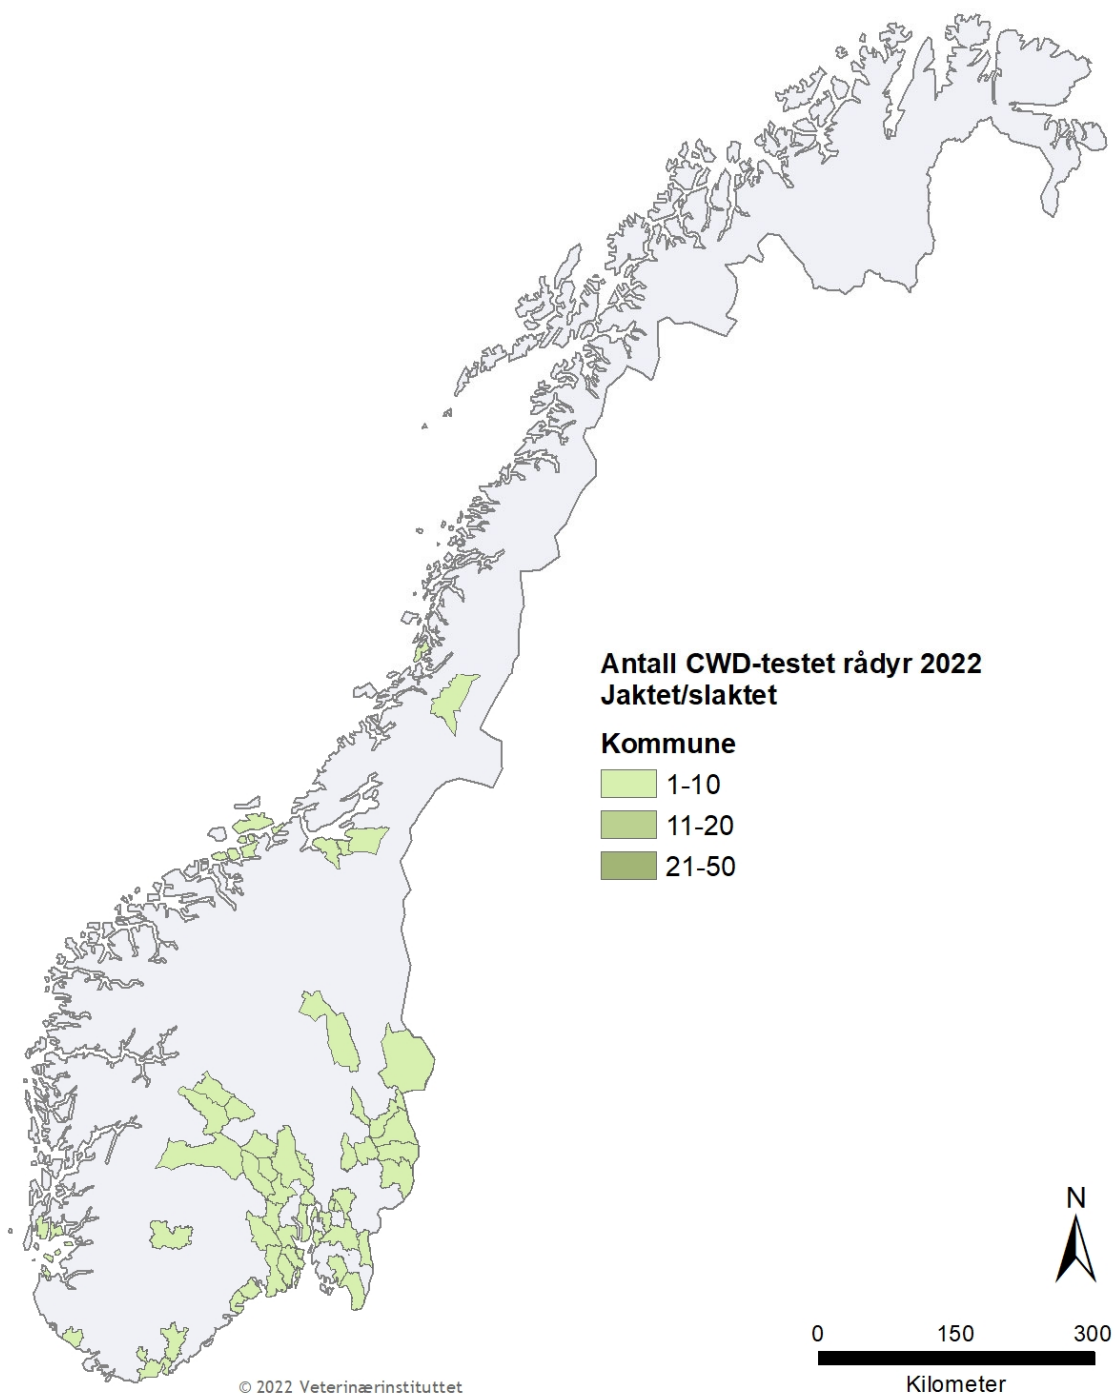 Antall CWD-testet rådyr 2022
Jaktet/slaktet
Kommune
1-10
11-20
21-50
N
0 150 300
Kilometer
© 2022 Veterinærinstituttet